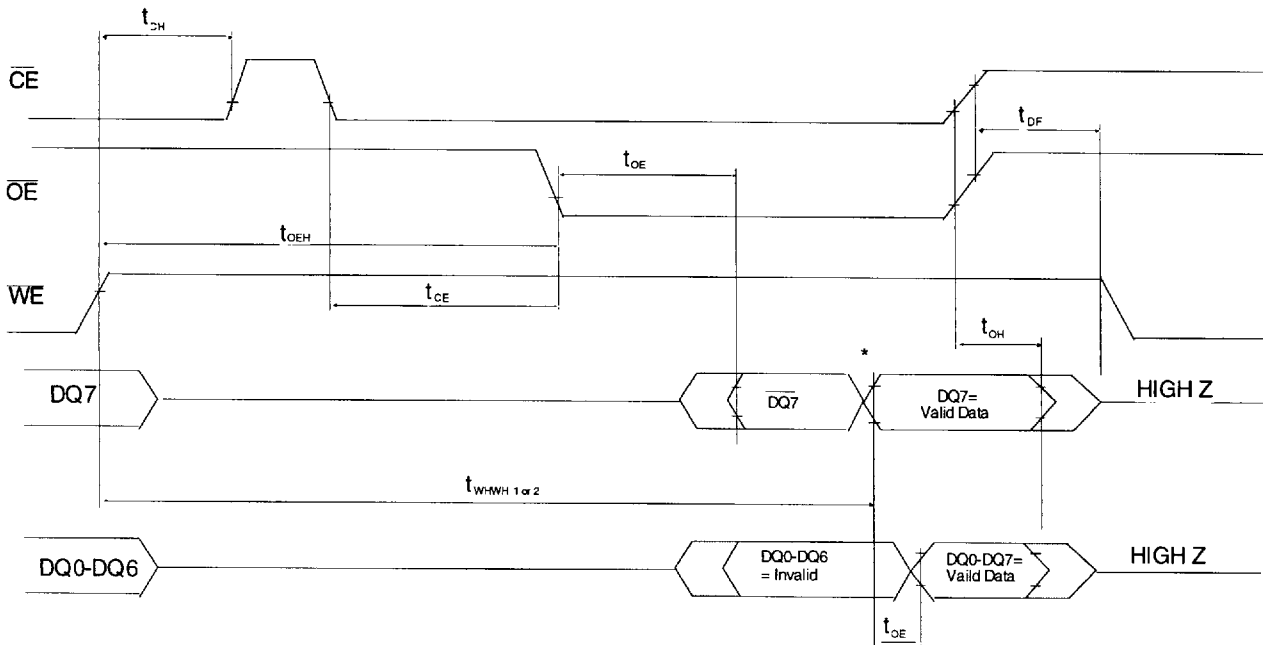 tCH
CE
tDF
tOE
OE
tOEH
WE
tCE
tOH
*
DQ7
DQ7
DQ7=
Valid Data
HIGH Z
tWHWH 1 or 2
DQ0-DQ6
DQ0-DQ6
= Invalid
DQ0-DQ7=
Vaild Data
HIGH Z
tOE